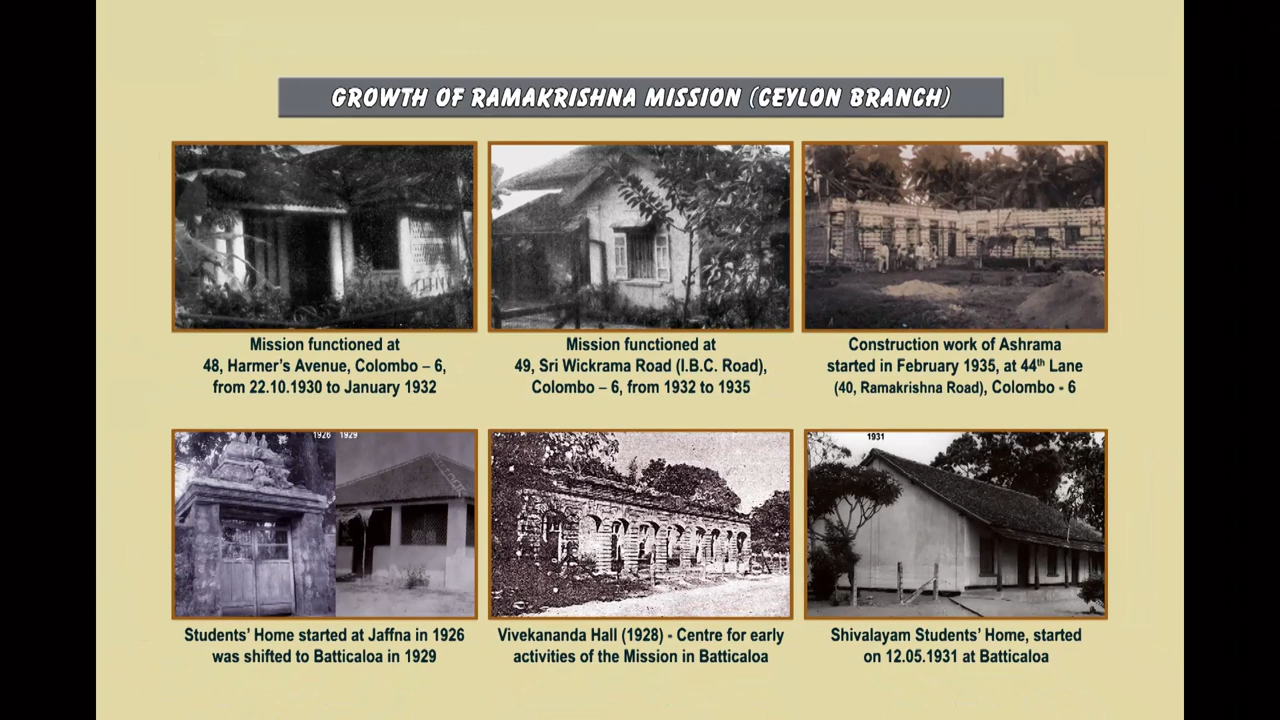 GROWTH OF RAMAKRISHNA MISSION (CEYLON BRANCH)
Mission functioned at
48, Harmer's Avenue, Colombo – 6,
from 22.10.1930 to January 1932
Mission functioned at
49, Sri Wickrama Road (I.B.C. Road),
Colombo – 6, from 1932 to 1935
Construction work of Ashrama
started in February 1935, at 44th Lane
(40, Ramakrishna Road), Colombo - 6
1926 1929
Students' Home started at Jaffna in 1926
was shifted to Batticaloa in 1929
Vivekananda Hall (1928) - Centre for early
activities of the Mission in Batticaloa
1931
Shivalayam Students' Home, started
on 12.05.1931 at Batticaloa